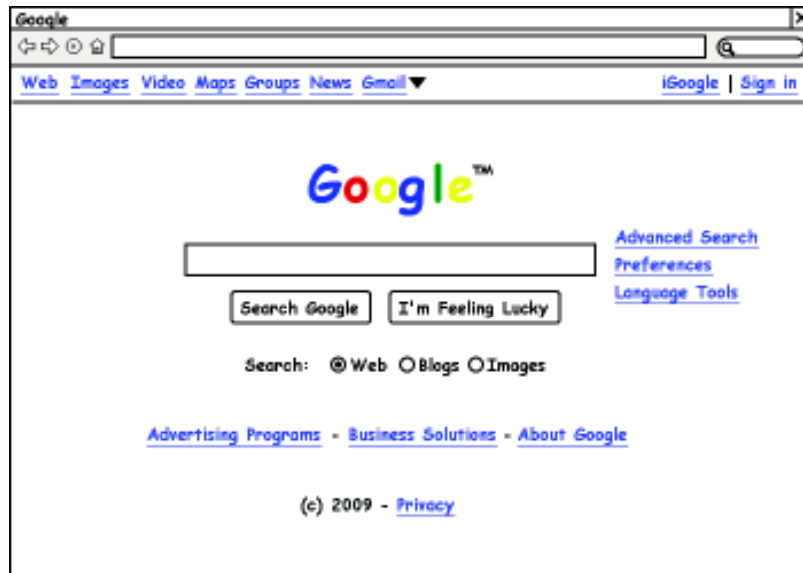 Google
Web Images Video Maps Groups News Gmail iGoogle | Sign in
Google™
Advanced Search
Preferences
Language Tools
Search Google I'm Feeling Lucky
Search: Web Blogs Images
Advertising Programs - Business Solutions - About Google
(c) 2009 - Privacy